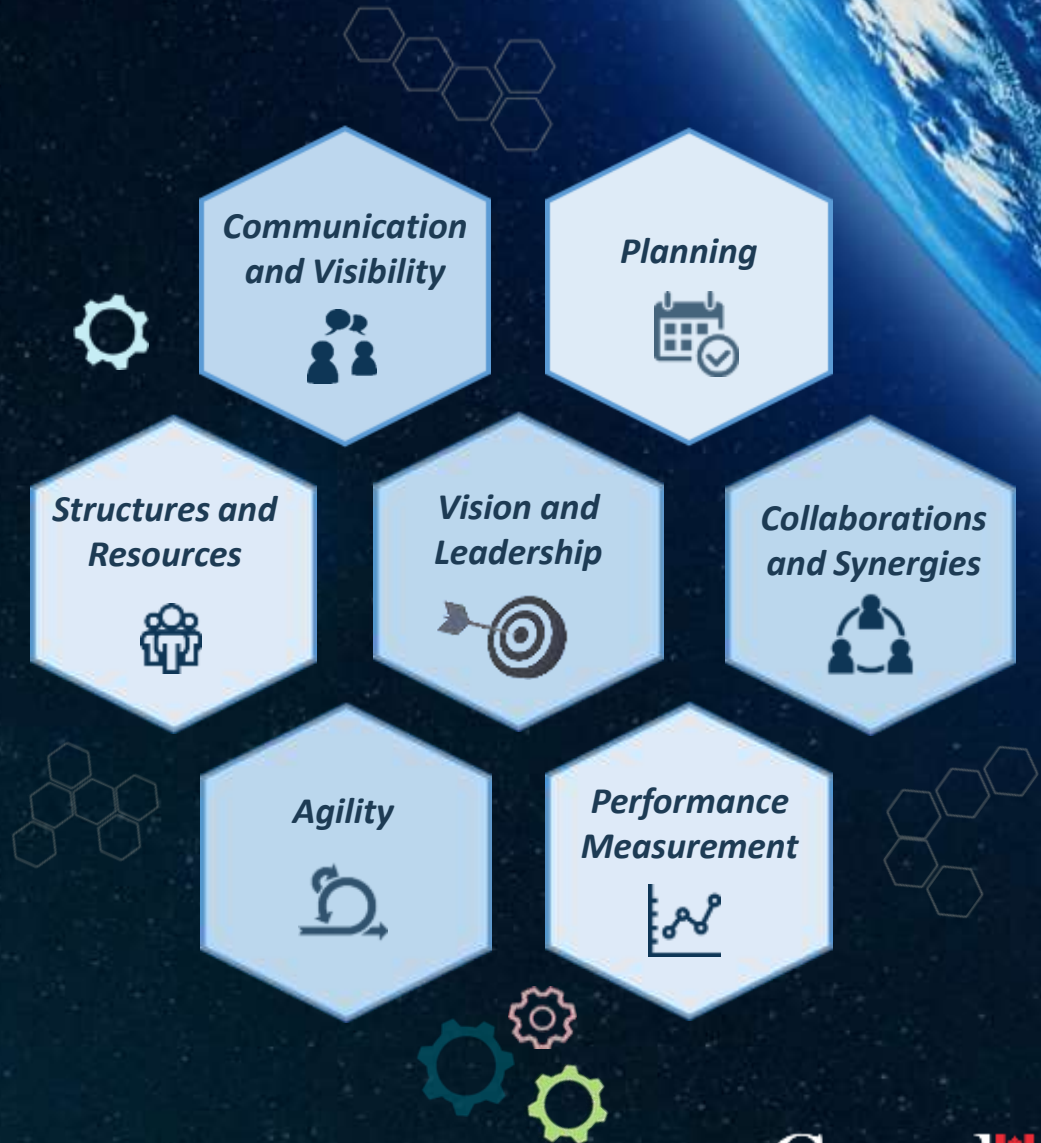 Communication
and Visibility
Planning
Structures and
Resources
Vision and
Leadership
Collaborations
and Synergies
Agility
Performance
Measurement